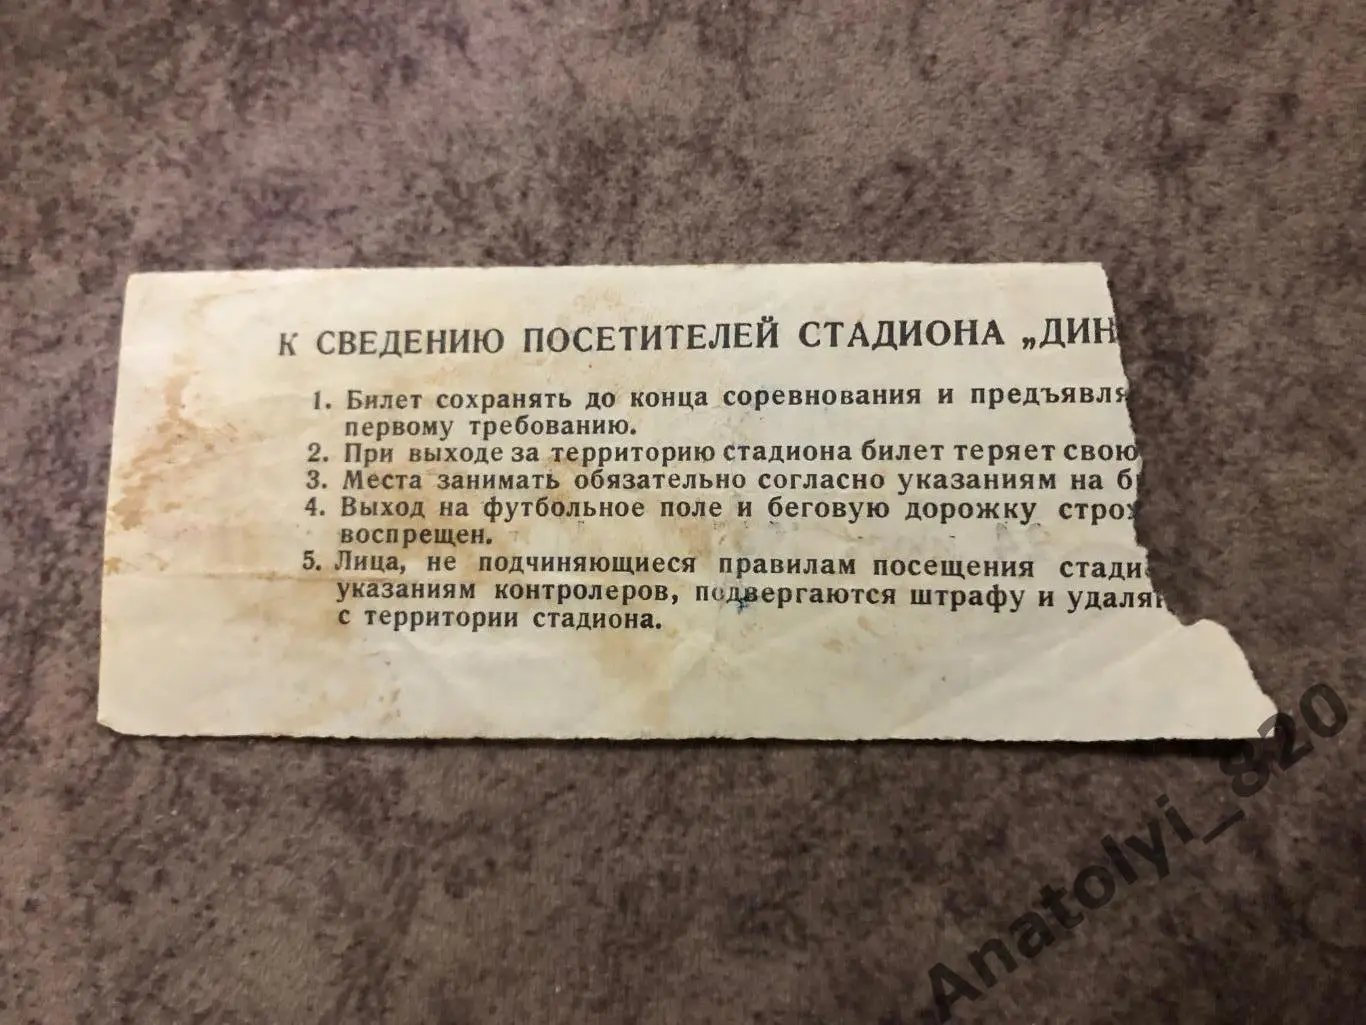 К СВЕДЕНИЮ ПОСЕТИТЕЛЕЙ СТАДИОНА „ДИН
1. Билет сохранять до конца соревнования и предъявля
первому требованию.
2. При выходе за территорию стадиона билет теряет свою
3. Места занимать обязательно согласно указаниям на б
4. Выход на футбольное поле и беговую дорожку стро
воспрещен.
5. Лица, не подчиняющиеся правилам посещения стади
указаниям контролеров, подвергаются штрафу и удаля
с территории стадиона.
Anatolyi_820